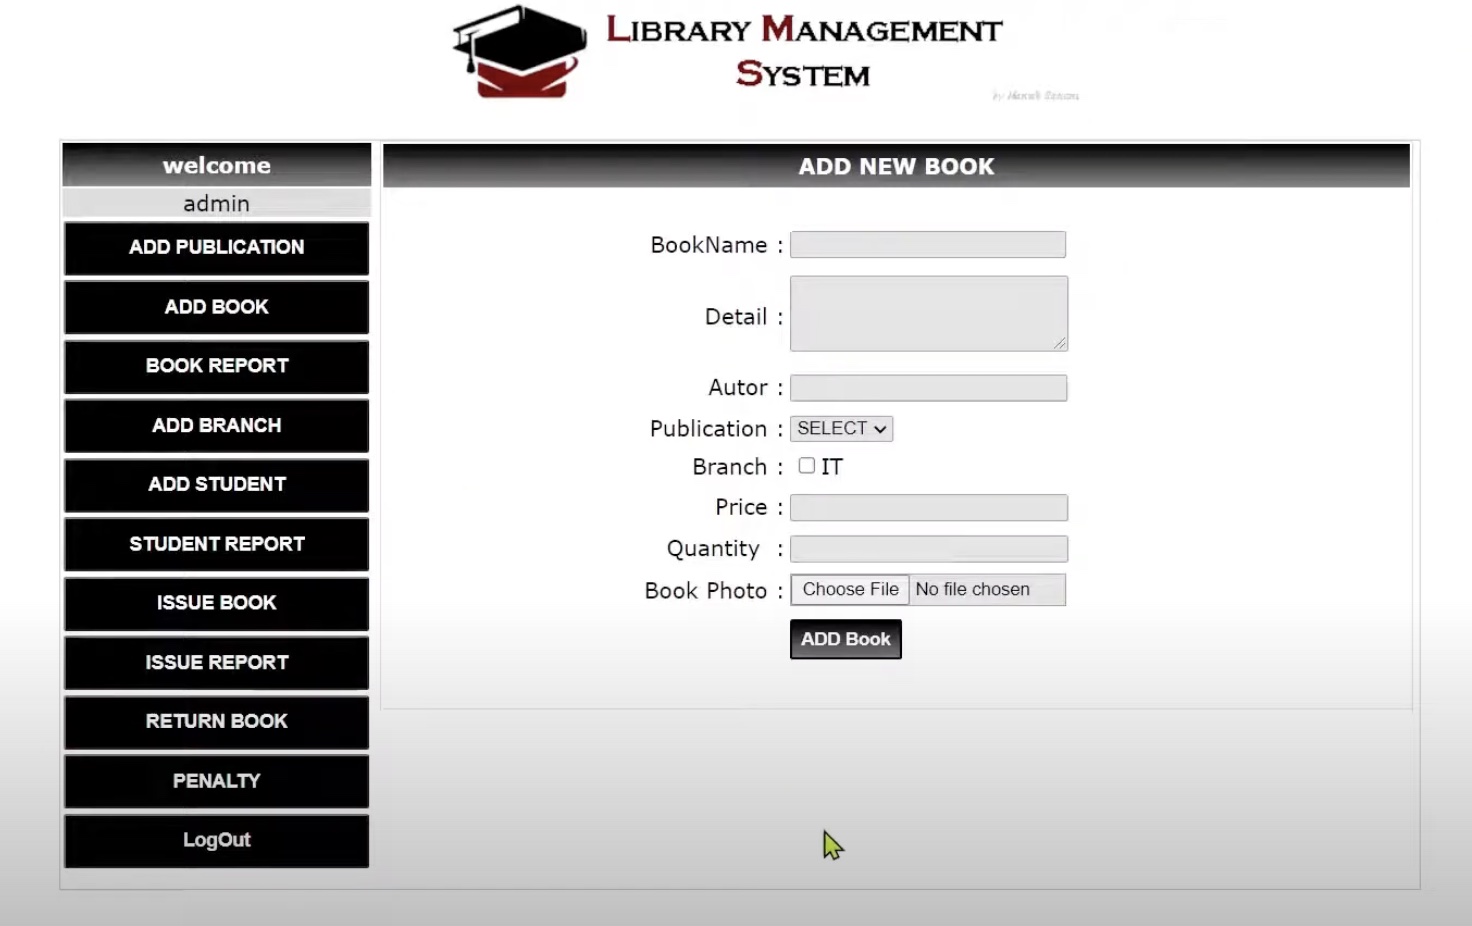 LIBRARY MANAGEMENT
SYSTEM
by
welcome
admin
ADD PUBLICATION
ADD BOOK
BOOK REPORT
ADD BRANCH
ADD STUDENT
STUDENT REPORT
ISSUE BOOK
ISSUE REPORT
RETURN BOOK
PENALTY
LogOut
ADD NEW BOOK
BookName :
Detail :
Autor :
Publication : SELECT
Branch : IT
Price :
Quantity :
Book Photo : Choose File No file chosen
ADD Book